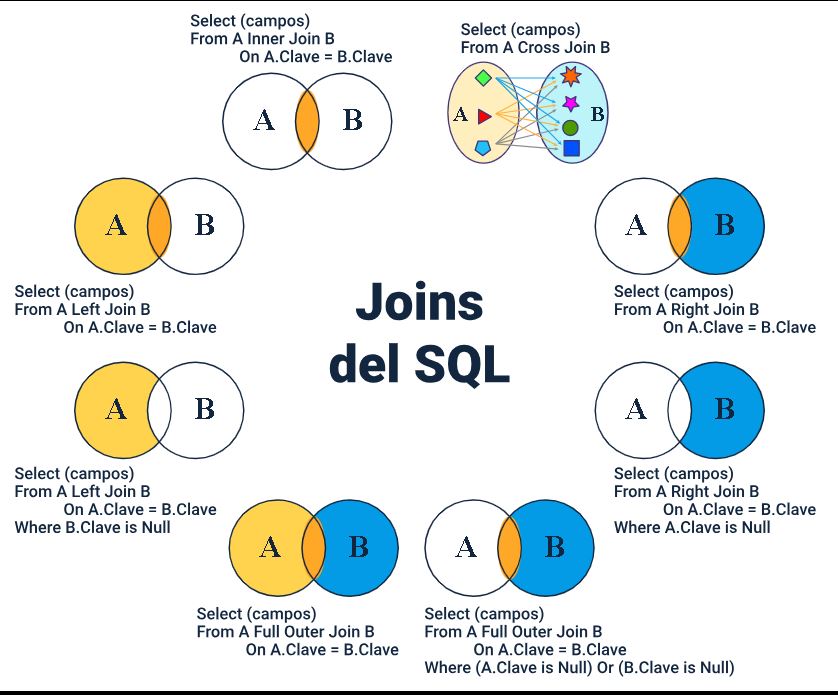 Select (campos)
From A Inner Join B
On A.Clave = B.Clave
A
B
Select (campos)
From A Cross Join B
A
B
A
B
Select (campos)
From A Left Join B
On A.Clave = B.Clave
A
B
Select (campos)
From A Right Join B
On A.Clave = B.Clave
Joins
del SQL
A
B
Select (campos)
From A Left Join B
On A.Clave = B.Clave
Where B.Clave is Null
A
B
Select (campos)
From A Right Join B
On A.Clave = B.Clave
Where A.Clave is Null
A
B
Select (campos)
From A Full Outer Join B
On A.Clave = B.Clave
A
B
Select (campos)
From A Full Outer Join B
On A.Clave = B.Clave
Where (A.Clave is Null) Or (B.Clave is Null)